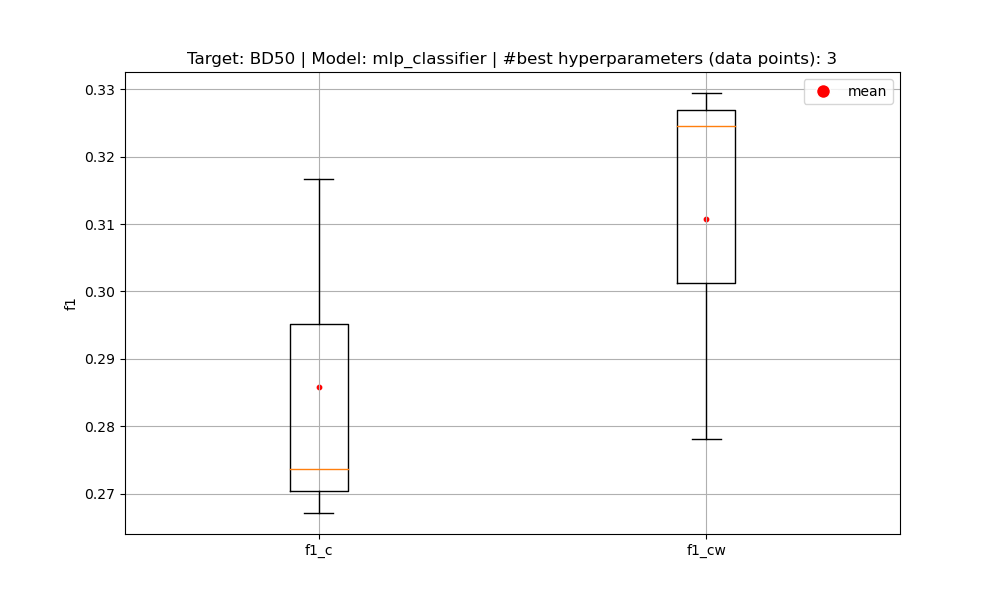 Target: BD50 | Model: mlp_classifier | #best hyperparameters (data points): 3
mean
0.33
0.32
0.31
0.30
0.29
0.28
0.27
f1
f1_c
f1_cw